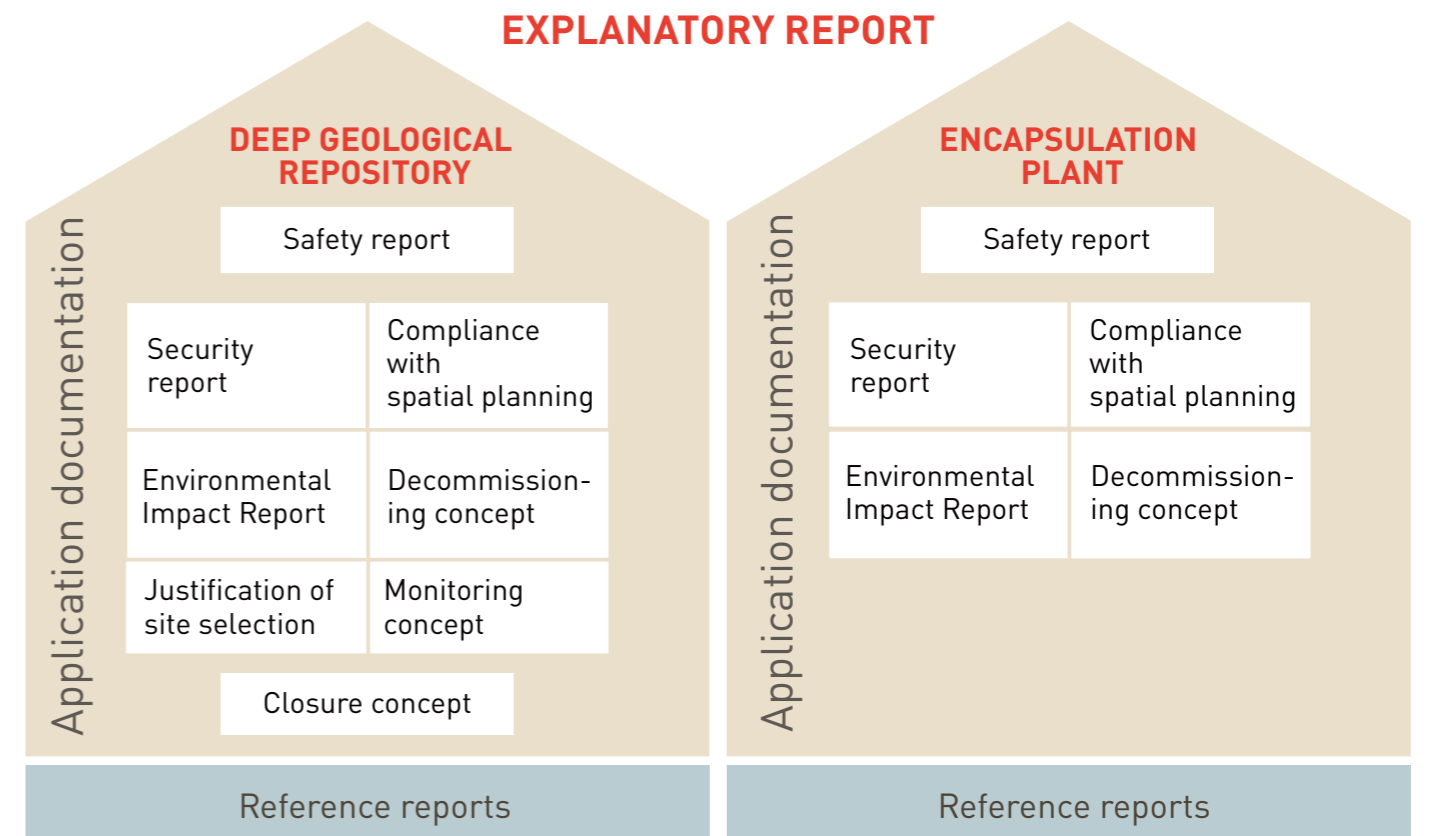 EXPLANATORY REPORT
DEEP GEOLOGICAL
REPOSITORY
Application documentation
Safety report
Security
report
Compliance
with
spatial planning
Environmental
Impact Report
Decommission-
ing concept
Justification of
site selection
Monitoring
concept
Closure concept
Reference reports
ENCAPSULATION
PLANT
Application documentation
Safety report
Security
report
Compliance
with
spatial planning
Environmental
Impact Report
Decommission-
ing concept
Reference reports